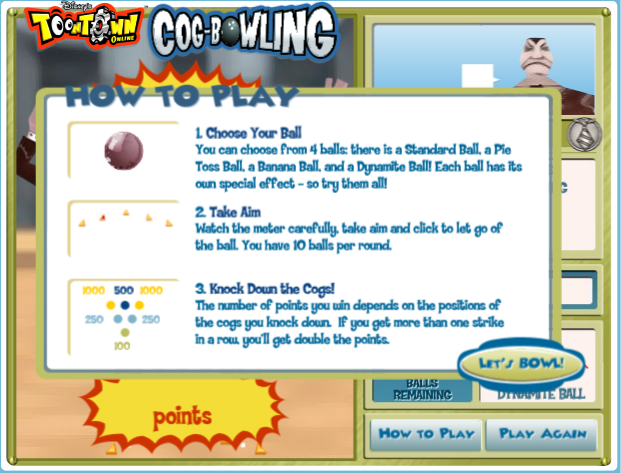 Disney's
TOONTOWN
ONLINE
COG-BOWLING
HOW TO PLAY
1. Choose Your Ball
You can choose from 4 balls: there is a Standard Ball, a Pie
Toss Ball, a Banana Ball, and a Dynamite Ball! Each ball has its
own special effect - so try them all!
2. Take Aim
Watch the meter carefully, take aim and click to let go of
the ball. You have 10 balls per round.
1000 500 1000
250 250
100
3. Knock Down the Cogs!
The number of points you win depends on the positions of
the cogs you knock down. If you get more than one strike
in a row, you'll get double the points.
LET'S BOWL!
points
BALLS
REMAINING
DYNAMITE BALL
HOW TO PLAY
PLAY AGAIN